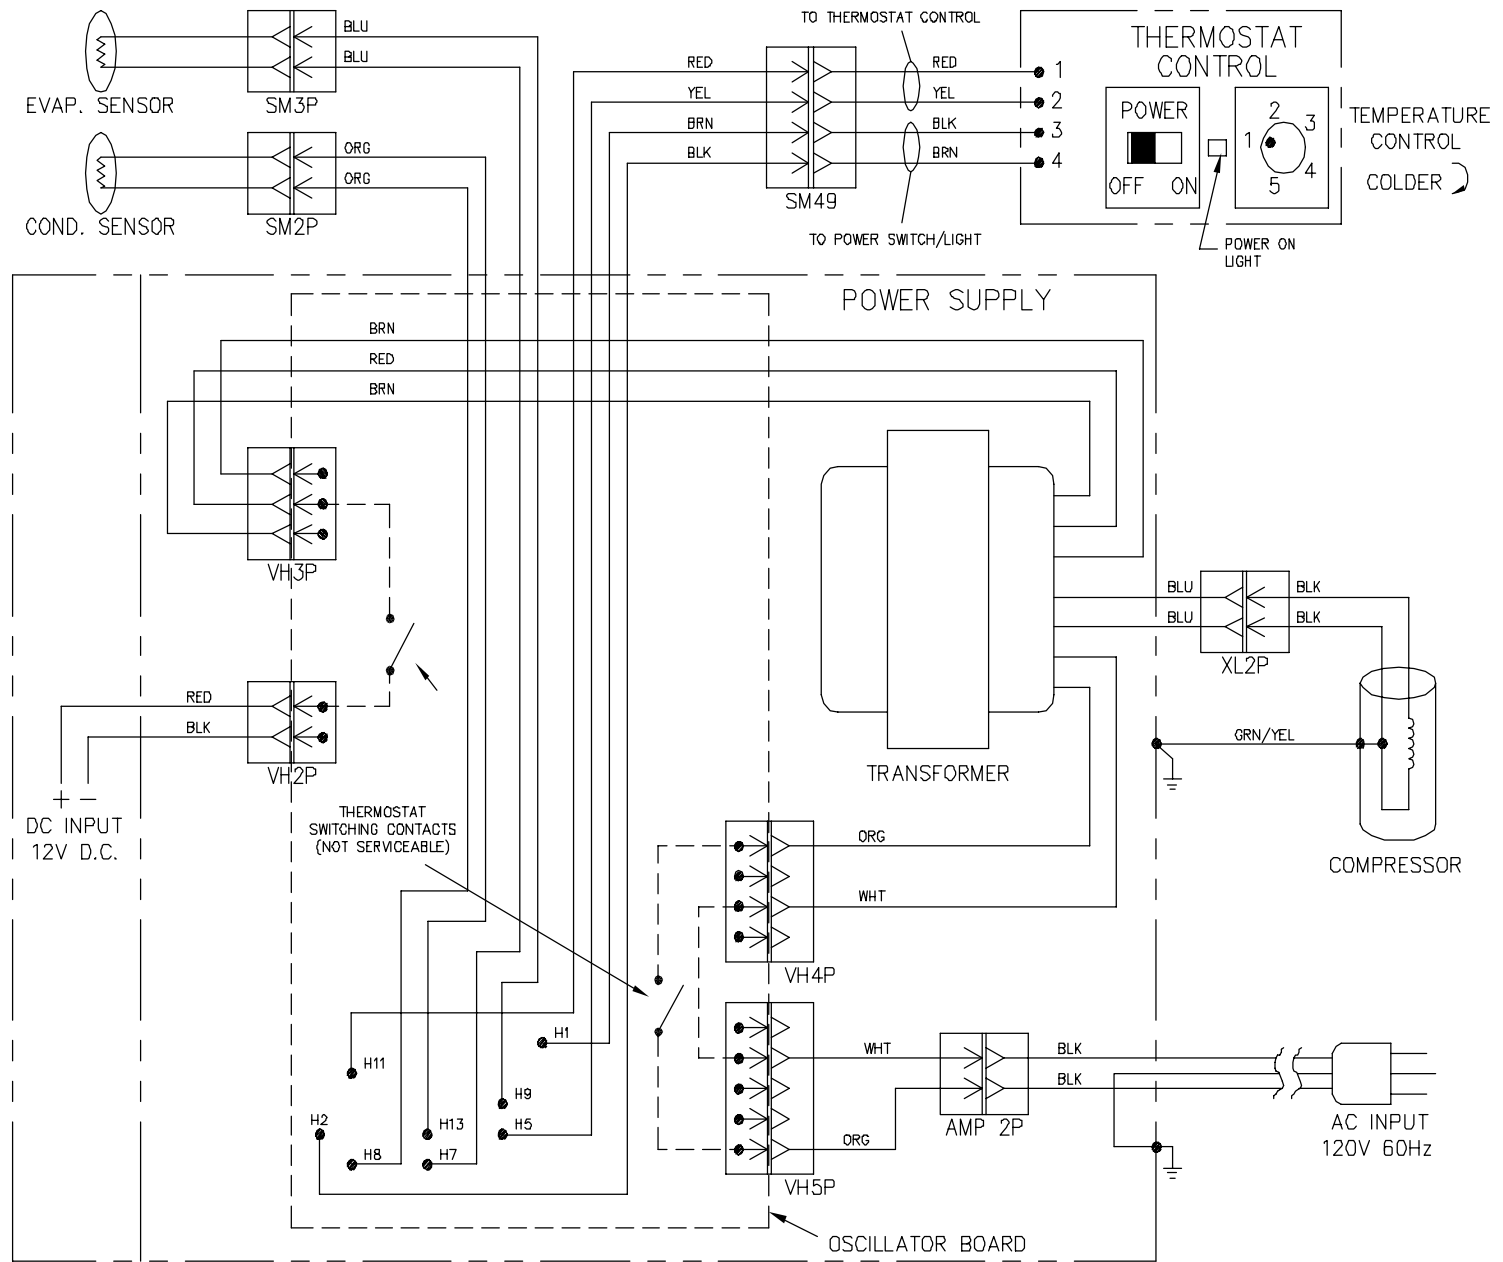 TO THERMOSTAT CONTROL
BLU
BLU
EVAP. SENSOR
SM3P
ORG
ORG
COND. SENSOR
SM2P
RED
YEL
BRN
BLK
SM49
RED
YEL
BLK
BRN
TO POWER SWITCH/LIGHT
1
2
3
4
THERMOSTAT
CONTROL
POWER
OFF ON
1
2
3
4
5
TEMPERATURE
CONTROL
COLDER
POWER ON
LIGHT
POWER SUPPLY
BRN
RED
BRN
VH3P
RED
BLK
VH2P
+ −
DC INPUT
12V D.C.
THERMOSTAT
SWITCHING CONTACTS
(NOT SERVICEABLE)
TRANSFORMER
BLU
BLU
BLK
BLK
XL2P
GRN/YEL
COMPRESSOR
ORG
WHT
VH4P
H1
H11
H9
H2
H13
H5
H8
H7
WHT
ORG
VH5P
AMP 2P
BLK
BLK
AC INPUT
120V 60Hz
OSCILLATOR BOARD